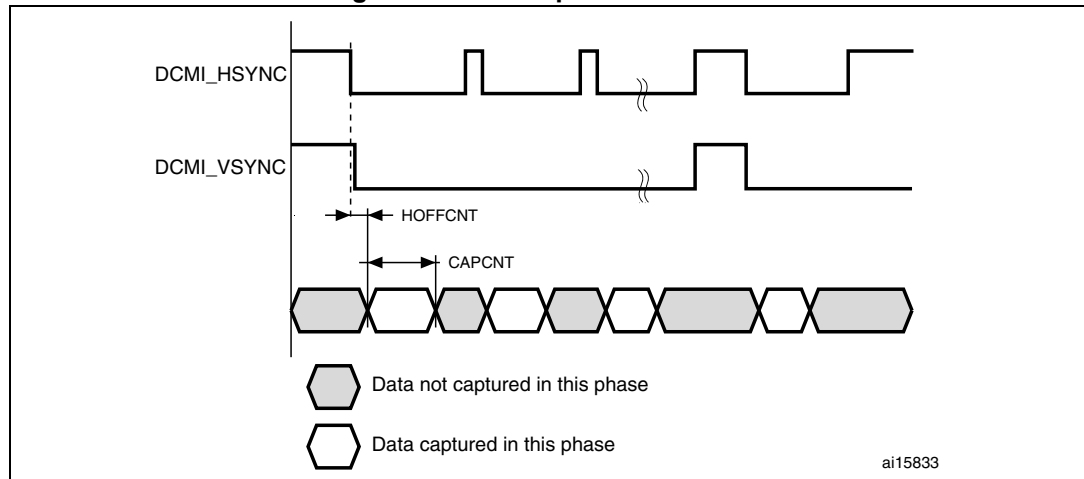 DCMI_HSYNC
DCMI_VSYNC
HOFFCNT
CAPCNT
Data not captured in this phase
Data captured in this phase
ai15833